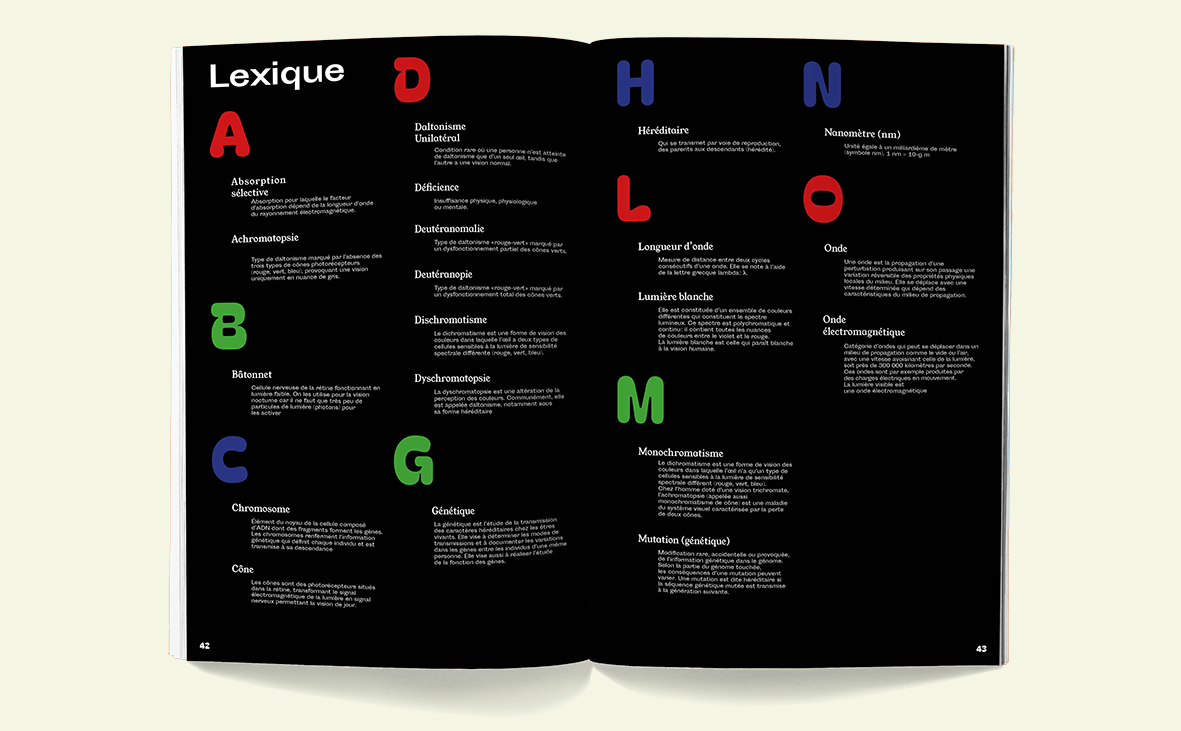 Lexique
A
Absorption
sélective
Absorption pour laquelle le facteur
d'absorption dépend de la longueur d'onde
du rayonnement électromagnétique.
Achromatopsie
Type de daltonisme marqué par l'absence des
trois types de cônes photorécepteurs
(rouge, vert, bleu), provoquant une vision
uniquement en nuance de gris.
B
Bâtonnet
Cellule nerveuse de la rétine fonctionnant en
lumière faible. On les utilise pour la vision
nocturne car il ne faut que très peu de
particules de lumière (photons) pour
les activer
C
Chromosome
Élément du noyau de la cellule composé
d'ADN dont des fragments forment les gènes.
Les chromosomes renferment l'information
génétique qui définit chaque individu et est
transmise à sa descendance
Cône
Les cônes sont des photorécepteurs situés
dans la rétine, transformant le signal
électromagnétique de la lumière en signal
nerveux permettant la vision de jour.
42
D
Daltonisme
Unilatéral
Condition rare où une personne n'est atteinte
de daltonisme que d'un seul œil, tandis que
l'autre a une vision normal.
Déficience
Insuffisance physique, physiologique
ou mentale.
Deutéranomalie
Type de daltonisme «rouge-vert» marqué par
un dysfonctionnement partiel des cônes verts.
Deutéranopie
Type de daltonisme «rouge-vert» marqué par
un dysfonctionnement total des cônes verts.
Dischromatisme
Le dichromatisme est une forme de vision des
couleurs dans laquelle l'œil a deux types de
cellules sensibles à la lumière de sensibilité
spectrale différente (rouge, vert, bleu).
Dyschromatopsie
La dyschromatopsie est une altération de la
perception des couleurs. Communément, elle
est appelée daltonisme, notamment sous
sa forme héréditaire
G
Génétique
La génétique est l'étude de la transmission
des caractères héréditaires chez les êtres
vivants. Elle vise à déterminer les modes de
transmissions et à documenter les variations
dans les gènes entre les individus d'une même
personne. Elle vise aussi à réaliser l'étude
de la fonction des gènes.
H
Héréditaire
Qui se transmet par voie de reproduction,
des parents aux descendants (hérédité).
L
Longueur d'onde
Mesure de distance entre deux cycles
consécutifs d'une onde. Elle se note à l'aide
de la lettre grecque lambda: λ.
Lumière blanche
Elle est constituée d'un ensemble de couleurs
différentes qui constituent le spectre
lumineux. Ce spectre est polychromatique et
continu: il contient toutes les nuances
de couleurs entre le violet et le rouge.
La lumière blanche est celle qui paraît blanche
à la vision humaine.
M
Monochromatisme
Le dichromatisme est une forme de vision des
couleurs dans laquelle l'œil n'a qu'un type de
cellules sensibles à la lumière de sensibilité
spectrale différent (rouge, vert, bleu).
Chez l'homme doté d'une vision trichromate,
l'achromatopsie (appelée aussi
monochromatisme de cône) est une maladie
du système visuel caractérisée par la perte
de deux cônes.
Mutation (génétique)
Modification rare, accidentelle ou provoquée,
de l'information génétique dans le génome.
Selon la partie du génome touchée,
les conséquences d'une mutation peuvent
varier. Une mutation est dite héréditaire si
la séquence génétique mutée est transmise
à la génération suivante.
N
Nanomètre (nm)
Unité égale à un milliardième de mètre
(symbole nm). 1 nm = 10-9 m
O
Onde
Une onde est la propagation d'une
perturbation produisant sur son passage une
variation réversible des propriétés physiques
locales du milieu. Elle se déplace avec une
vitesse déterminée qui dépend des
caractéristiques du milieu de propagation.
Onde
électromagnétique
Catégorie d'ondes qui peut se déplacer dans un
milieu de propagation comme le vide ou l'air,
avec une vitesse avoisinant celle de la lumière,
soit près de 300 000 kilomètres par seconde.
Ces ondes sont par exemple produites par
des charges électriques en mouvement.
La lumière visible est
une onde électromagnétique
43